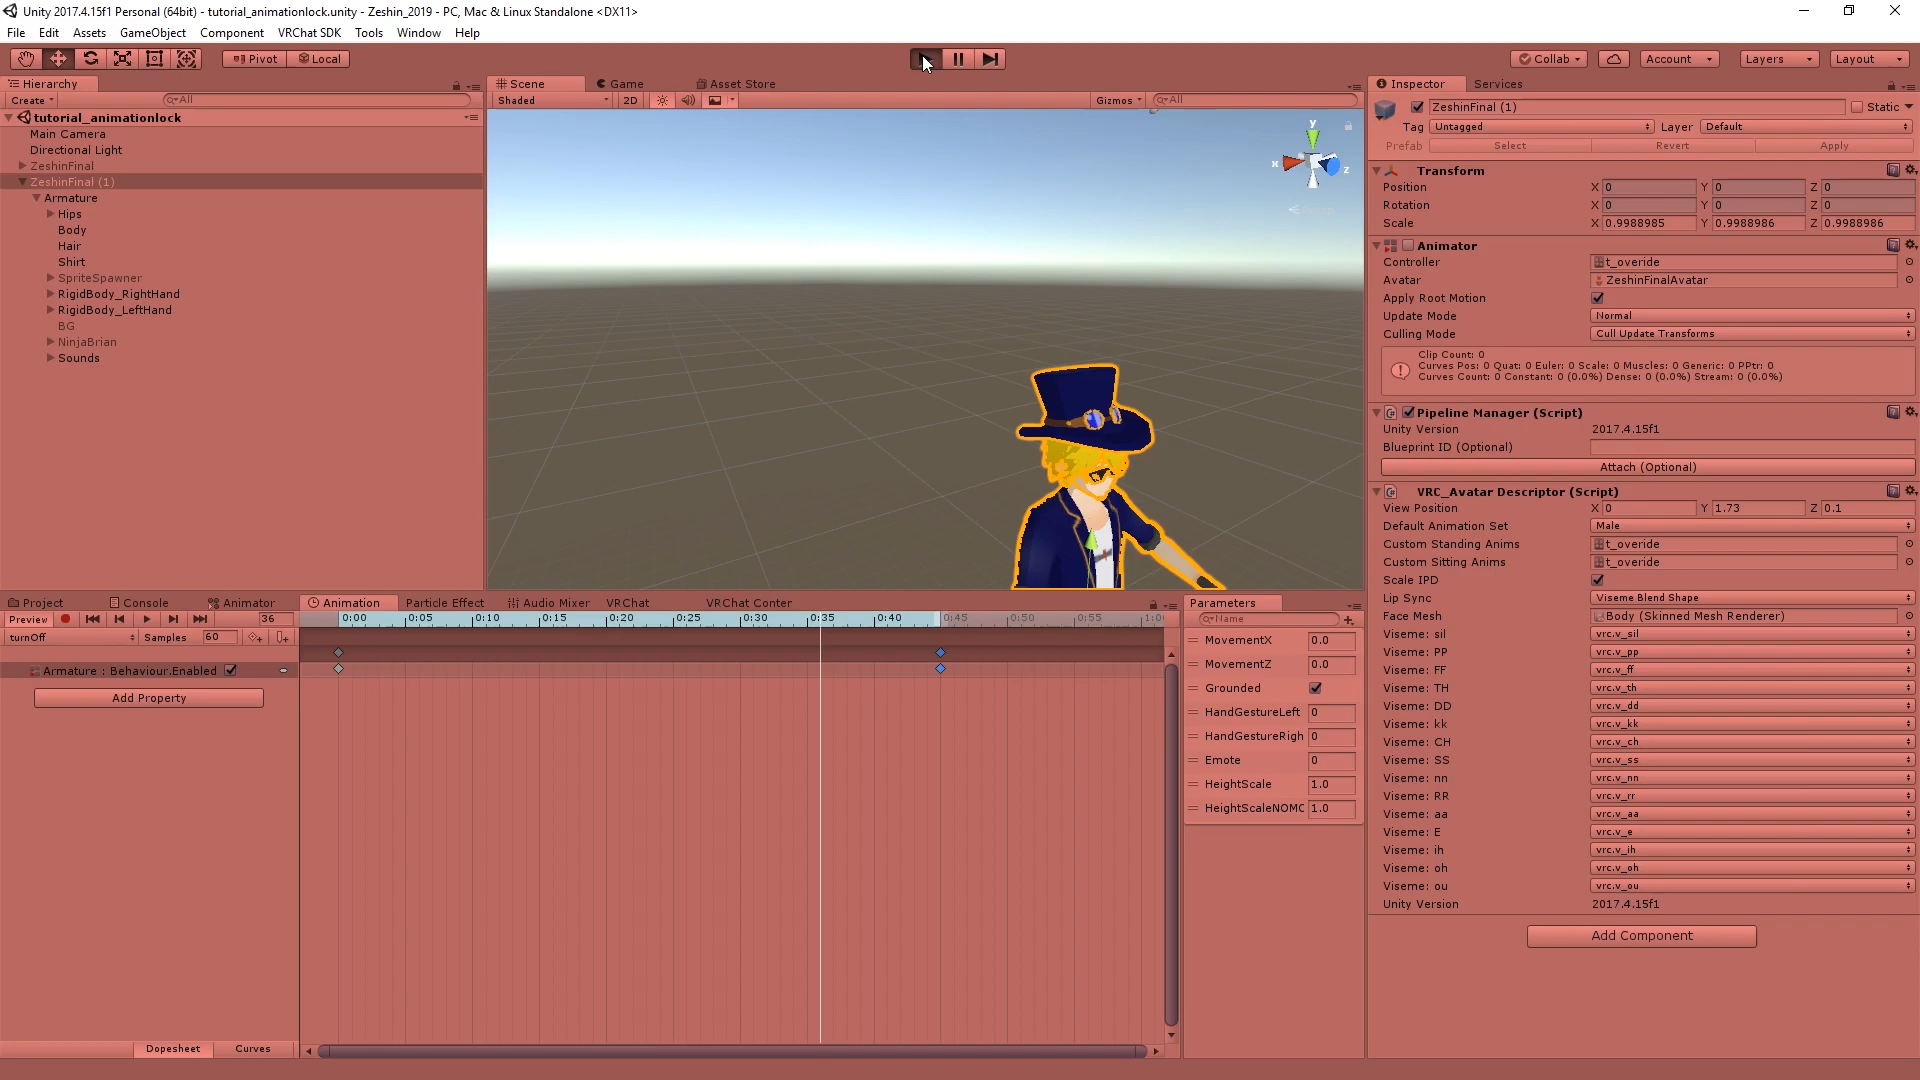 Unity 2017.4.15f1 Personal (64bit) - tutorial_animationlock.unity - Zeshin_2019 - PC, Mac & Linux Standalone <DX11>
File Edit Assets GameObject Component VRChat SDK Tools Window Help
Pivot Local Collab Account Layers Layout
Hierarchy
Create All
tutorial_animationlock
Main Camera
Directional Light
ZeshinFinal
ZeshinFinal (1)
Armature
Hips
Body
Hair
Shirt
SpriteSpawner
RigidBody_RightHand
RigidBody_LeftHand
BG
NinjaBrian
Sounds
Scene Game Asset Store
Shaded 2D Gizmos All
y
x z
Inspector Services
ZeshinFinal (1) Static
Tag Untagged Layer Default
Prefab Select Revert Apply
Transform
Position X 0 Y 0 Z 0
Rotation X 0 Y 0 Z 0
Scale X 0.9988985 Y 0.9988986 Z 0.9988986
Animator
Controller t_overide
Avatar ZeshinFinalAvatar
Apply Root Motion
Update Mode Normal
Culling Mode Cull Update Transforms
Clip Count: 0
Curves Pos: 0 Quat: 0 Euler: 0 Scale: 0 Muscles: 0 Generic: 0 PPtr: 0
Curves Count: 0 Constant: 0 (0.0%) Dense: 0 (0.0%) Stream: 0 (0.0%)
Pipeline Manager (Script)
Unity Version 2017.4.15f1
Blueprint ID (Optional)
Attach (Optional)
VRC_Avatar Descriptor (Script)
View Position X 0 Y 1.73 Z 0.1
Default Animation Set Male
Custom Standing Anims t_overide
Custom Sitting Anims t_overide
Scale IPD
Lip Sync Viseme Blend Shape
Face Mesh Body (Skinned Mesh Renderer)
Viseme: sil vrc.v_sil
Viseme: PP vrc.v_pp
Viseme: FF vrc.v_ff
Viseme: TH vrc.v_th
Viseme: DD vrc.v_dd
Viseme: kk vrc.v_kk
Viseme: CH vrc.v_ch
Viseme: SS vrc.v_ss
Viseme: nn vrc.v_nn
Viseme: RR vrc.v_rr
Viseme: aa vrc.v_aa
Viseme: E vrc.v_e
Viseme: ih vrc.v_ih
Viseme: oh vrc.v_oh
Viseme: ou vrc.v_ou
Unity Version 2017.4.15f1
Add Component
Project Console Animator Animation Particle Effect Audio Mixer VRChat VRChat Conter
Preview 36 0:00 0:05 0:10 0:15 0:20 0:25 0:30 0:35 0:40 0:45 0:50 0:55 1:0
turnOff Samples 60
Armature : Behaviour.Enabled
Add Property
Dopesheet Curves
Parameters
Name
MovementX 0.0
MovementZ 0.0
Grounded
HandGestureLeft 0
HandGestureRigh 0
Emote 0
HeightScale 1.0
HeightScaleNOMC 1.0